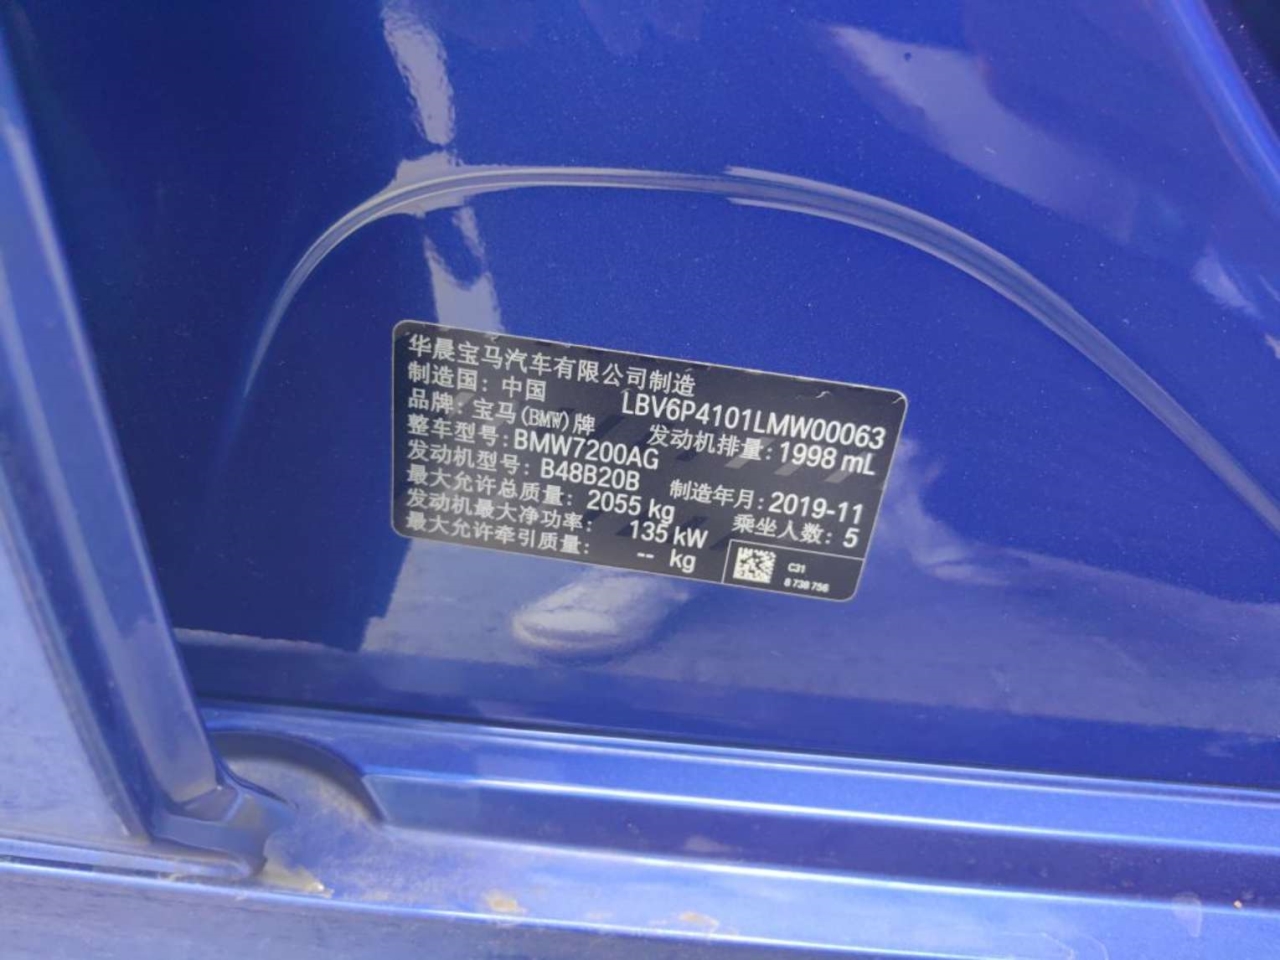 华晨宝马汽车有限公司制造
制造国：中国 LBV6P4101LMW00063
品牌：宝马(BMW)牌 发动机排量：1998 mL
整车型号：BMW7200AG
发动机型号：B48B20B 制造年月：2019-11
最大允许总质量：2055 kg 乘坐人数：5
发动机最大净功率：135 kW
最大允许牵引质量：-- kg
C31
8 738 756